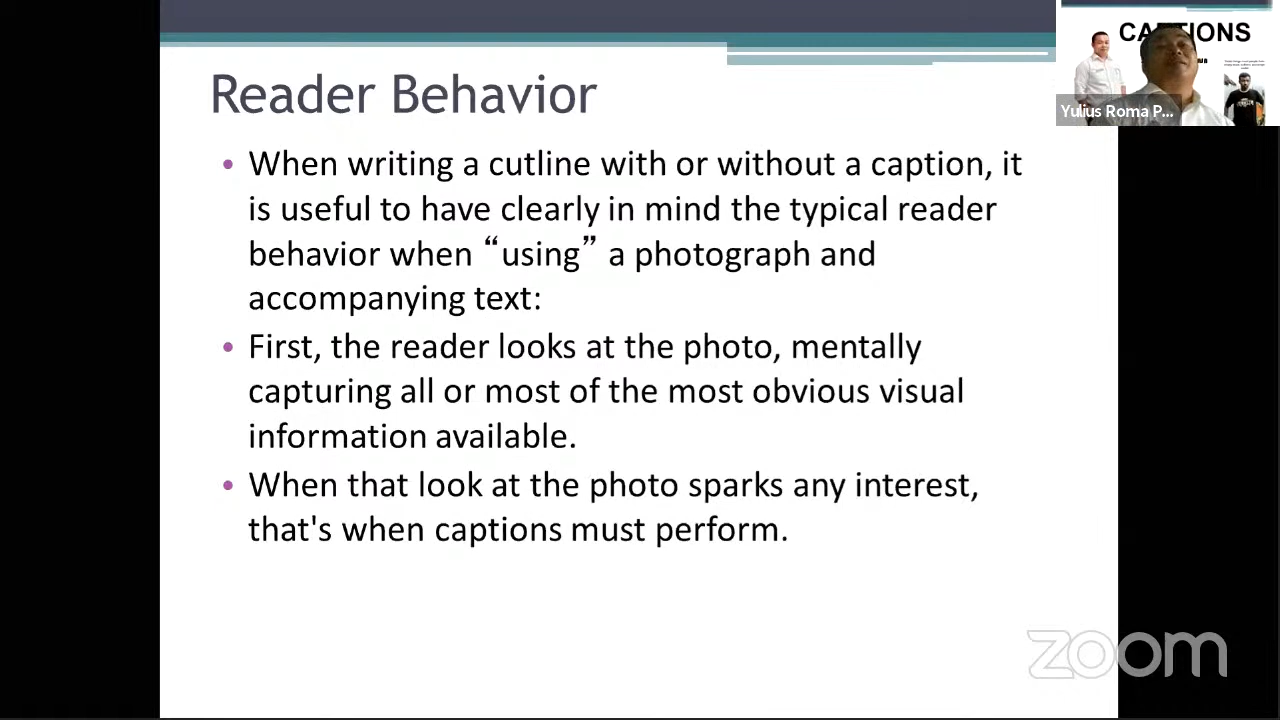 Reader Behavior
• When writing a cutline with or without a caption, it
is useful to have clearly in mind the typical reader
behavior when “using” a photograph and
accompanying text:
• First, the reader looks at the photo, mentally
capturing all or most of the most obvious visual
information available.
• When that look at the photo sparks any interest,
that's when captions must perform.
Yulius Roma P...
zoom